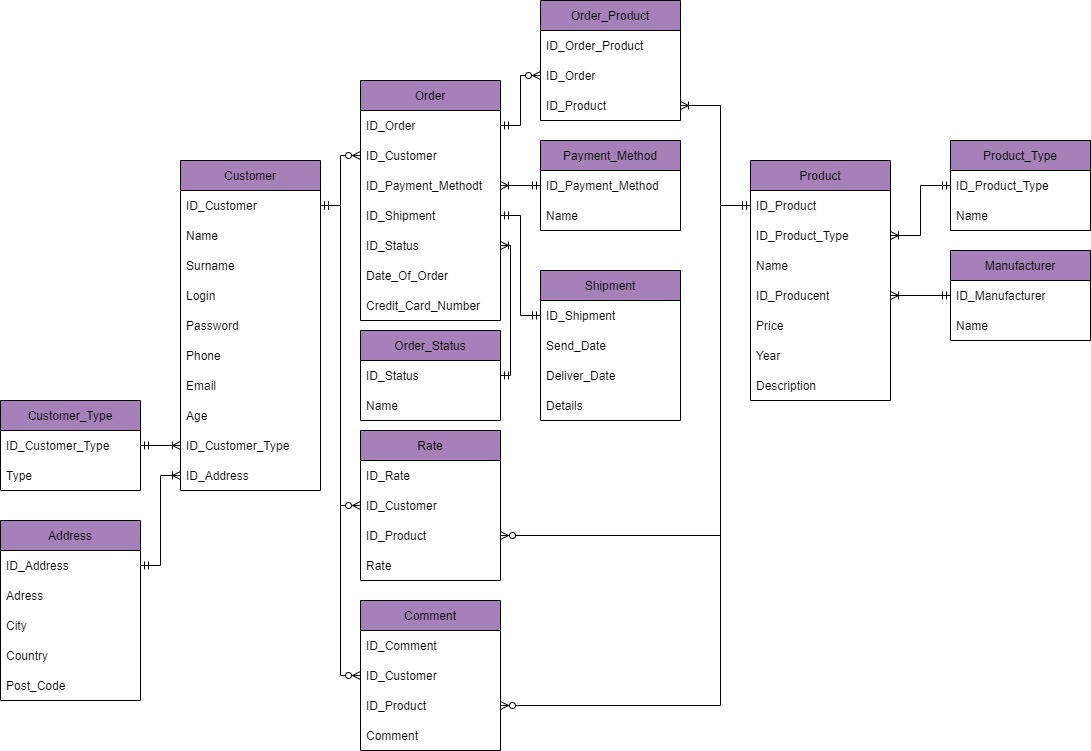 Order_Product
ID_Order_Product
ID_Order
ID_Product
Order
ID_Order
ID_Customer
ID_Payment_Methodt
ID_Shipment
ID_Status
Date_Of_Order
Credit_Card_Number
Payment_Method
ID_Payment_Method
Name
Customer
ID_Customer
Name
Surname
Login
Password
Phone
Email
Age
ID_Customer_Type
ID_Address
Product
ID_Product
ID_Product_Type
Name
ID_Producent
Price
Year
Description
Product_Type
ID_Product_Type
Name
Manufacturer
ID_Manufacturer
Name
Shipment
ID_Shipment
Send_Date
Deliver_Date
Details
Order_Status
ID_Status
Name
Customer_Type
ID_Customer_Type
Type
Rate
ID_Rate
ID_Customer
ID_Product
Rate
Address
ID_Address
Adress
City
Country
Post_Code
Comment
ID_Comment
ID_Customer
ID_Product
Comment